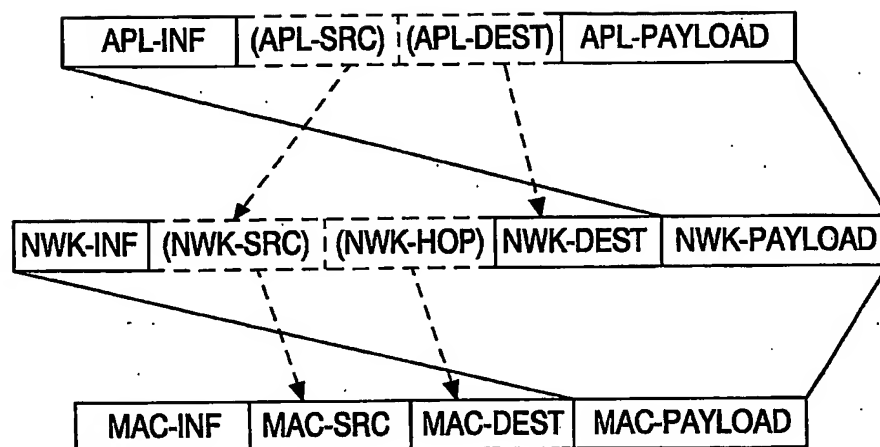 APL-INF (APL-SRC) (APL-DEST) APL-PAYLOAD
NWK-INF (NWK-SRC) (NWK-HOP) NWK-DEST NWK-PAYLOAD
MAC-INF MAC-SRC MAC-DEST MAC-PAYLOAD